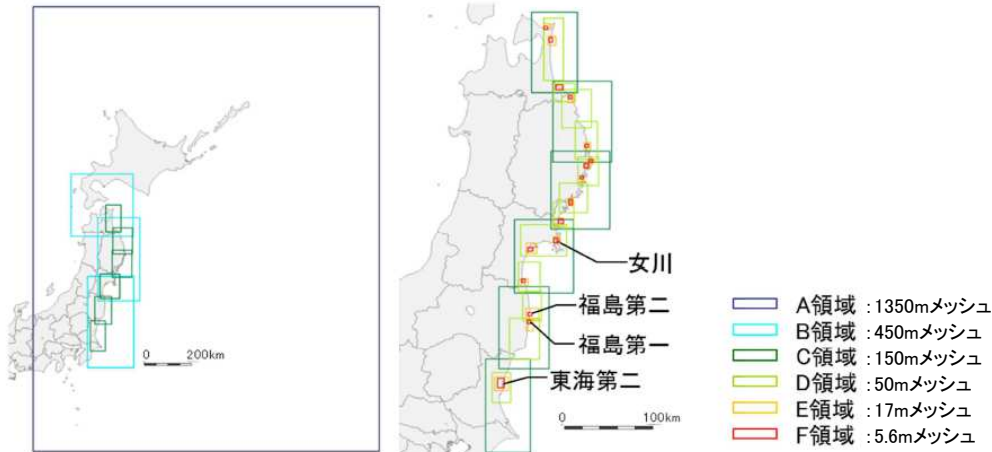 0 200km
女川
福島第二
福島第一
東海第二
0 100km
A領域 :1350mメッシュ
B領域 :450mメッシュ
C領域 :150mメッシュ
D領域 :50mメッシュ
E領域 :17mメッシュ
F領域 :5.6mメッシュ